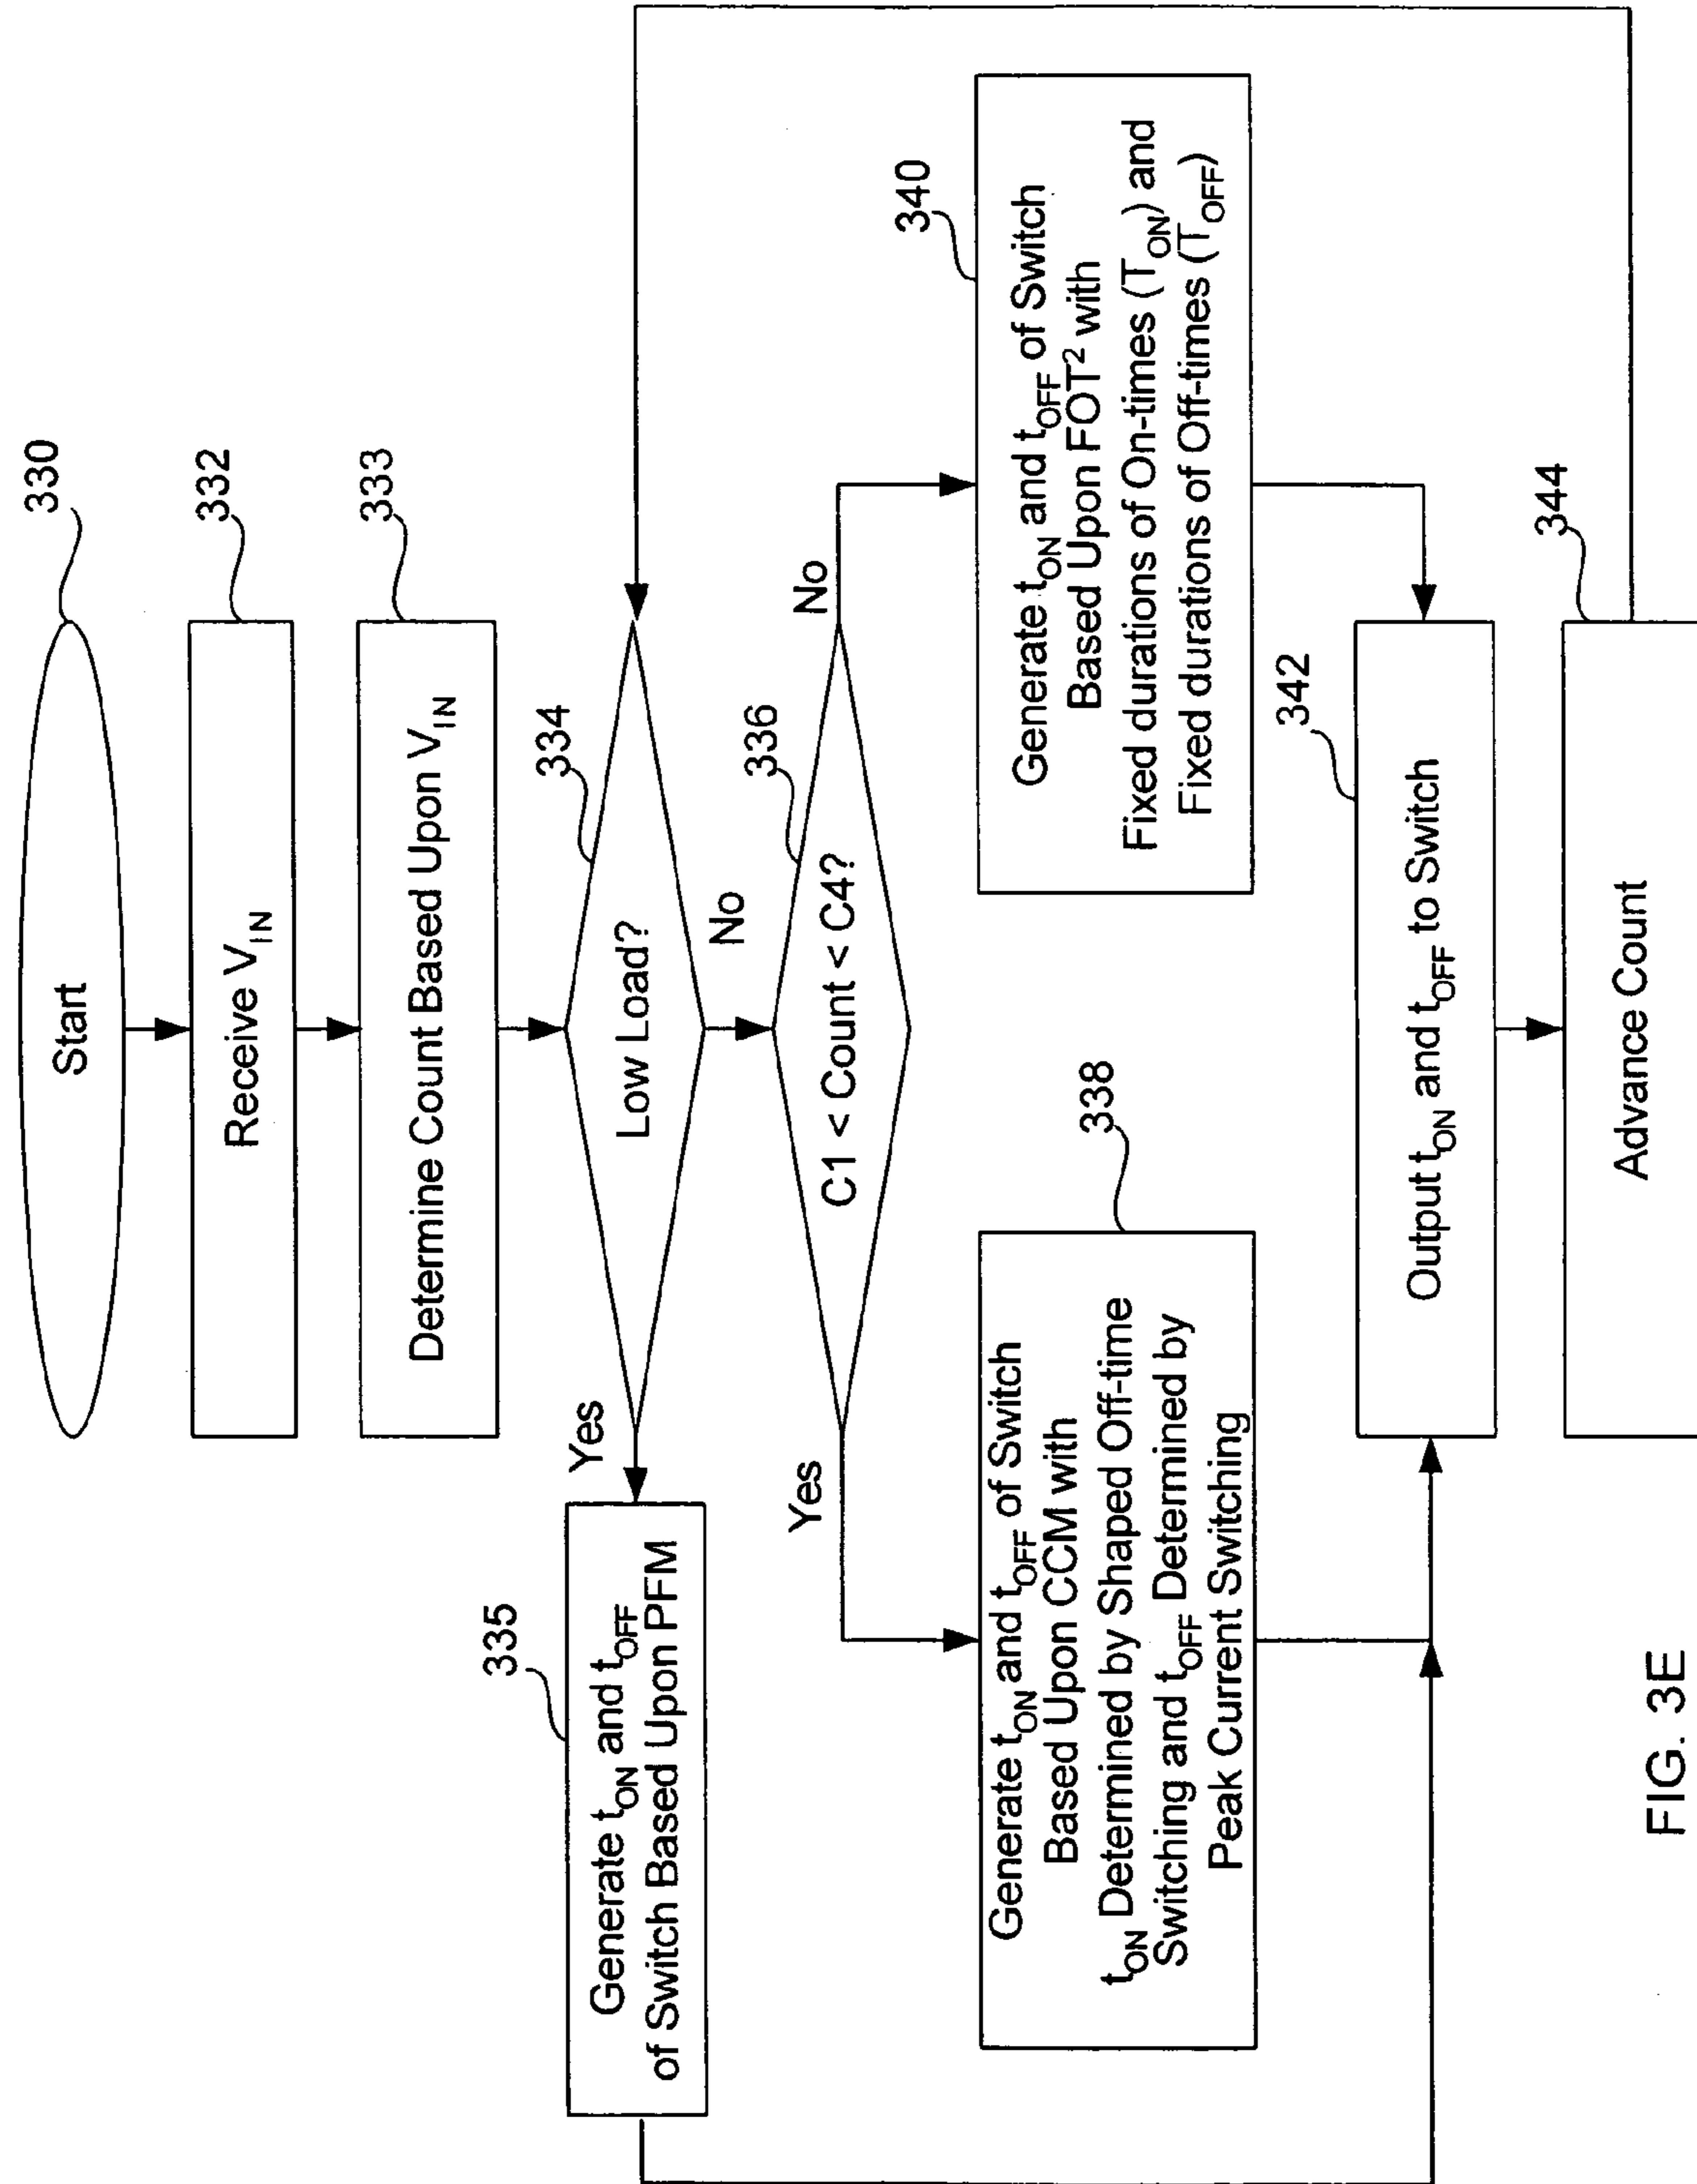 Start
330
Receive V_IN
332
Determine Count Based Upon V_IN
333
Low Load?
334
Yes
No
Generate t_ON and t_OFF
of Switch Based Upon PFM
335
C1 < Count < C4?
336
Yes
No
Generate t_ON and t_OFF of Switch
Based Upon CCM with
t_ON Determined by Shaped Off-time
Switching and t_OFF Determined by
Peak Current Switching
338
Generate t_ON and t_OFF of Switch
Based Upon FOT² with
Fixed durations of On-times (T_ON) and
Fixed durations of Off-times (T_OFF)
340
Output t_ON and t_OFF to Switch
342
Advance Count
344
FIG. 3E